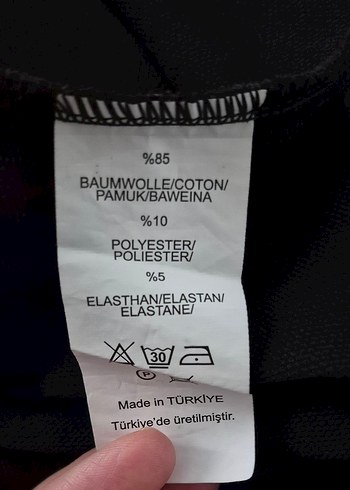 %85
BAUMWOLLE/COTON/
PAMUK/BAWEINA
%10
POLYESTER/
POLIESTER/
%5
ELASTHAN/ELASTAN/
ELASTANE/
30
P
Made in TÜRKİYE
Türkiye'de üretilmiştir.